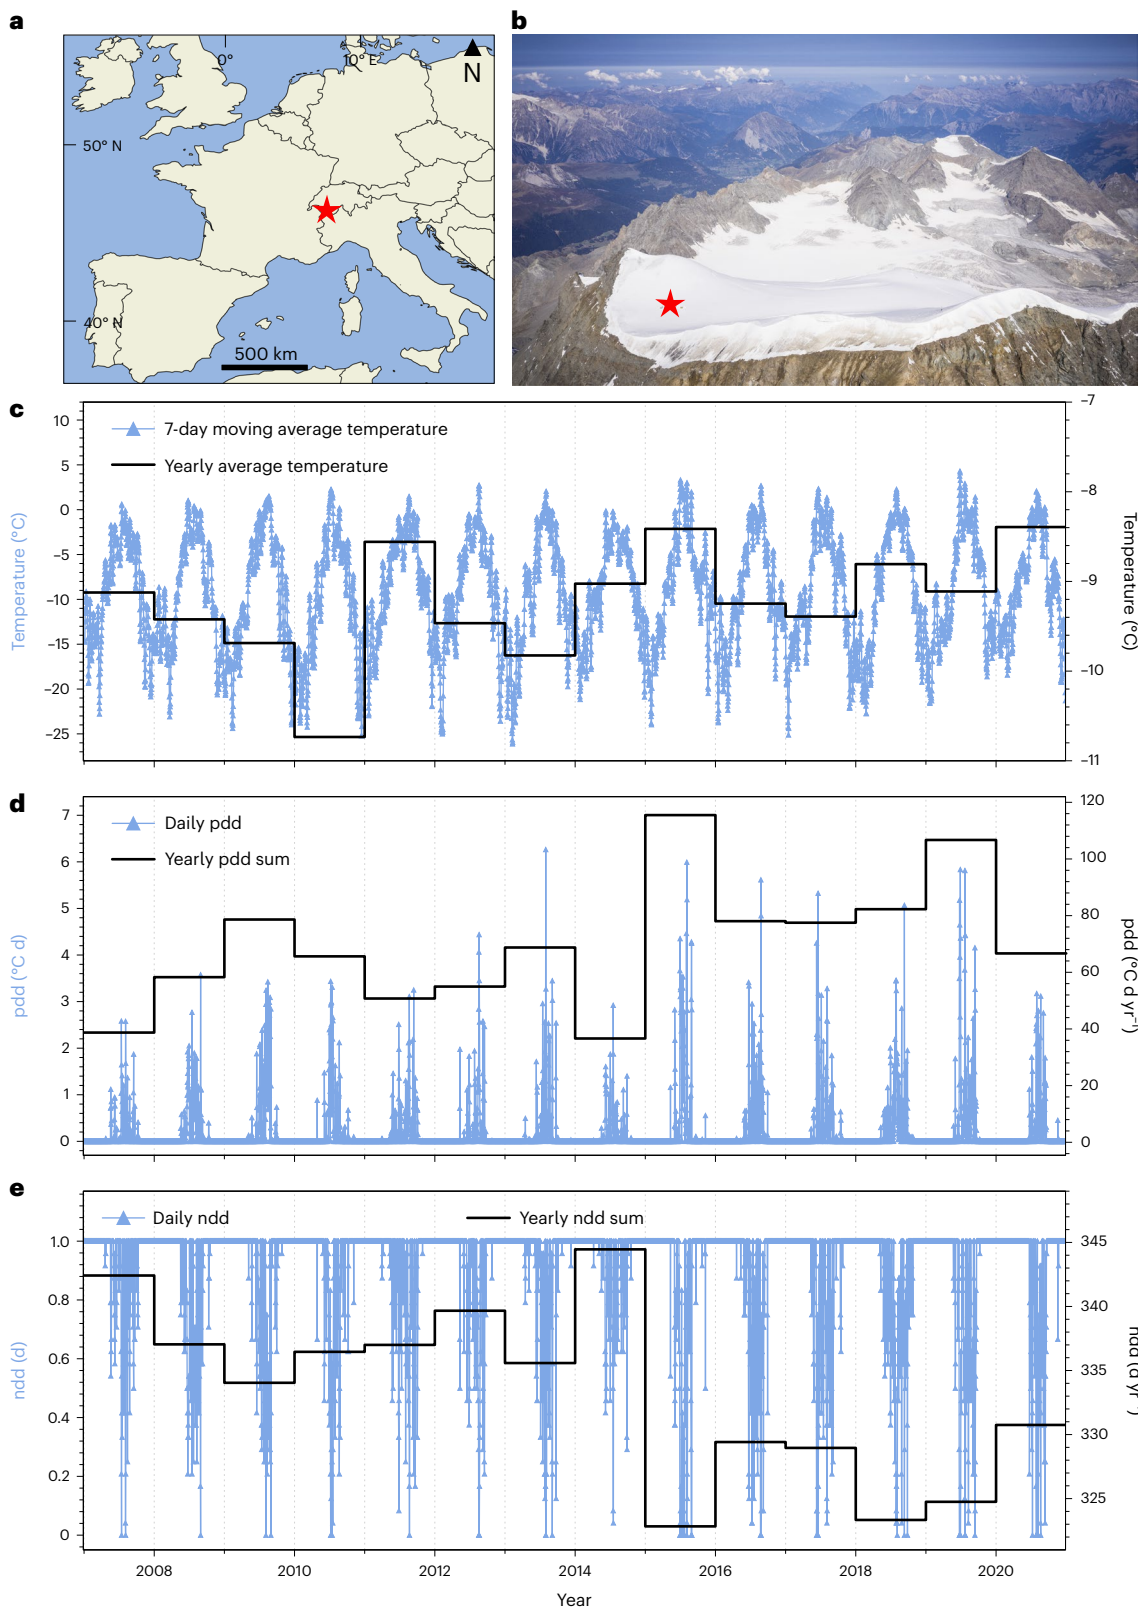 a
b
0°
10° E
N
50° N
40° N
500 km
c
7-day moving average temperature
Yearly average temperature
Temperature (°C)
10
5
0
–5
–10
–15
–20
–25
–7
–8
–9
–10
–11
Temperature (°C)
d
Daily pdd
Yearly pdd sum
pdd (°C d)
7
6
5
4
3
2
1
0
120
100
80
60
40
20
0
pdd (°C d yr⁻¹)
e
Daily ndd
Yearly ndd sum
ndd (d)
1.0
0.8
0.6
0.4
0.2
0
345
340
335
330
325
ndd (d yr⁻¹)
2008
2010
2012
2014
2016
2018
2020
Year